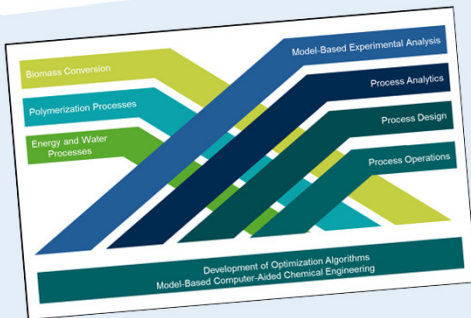 Biomass Conversion
Polymerization Processes
Energy and Water
Processes
Model-Based Experimental Analysis
Process Analytics
Process Design
Process Operations
Development of Optimization Algorithms
Model-Based Computer-Aided Chemical Engineering